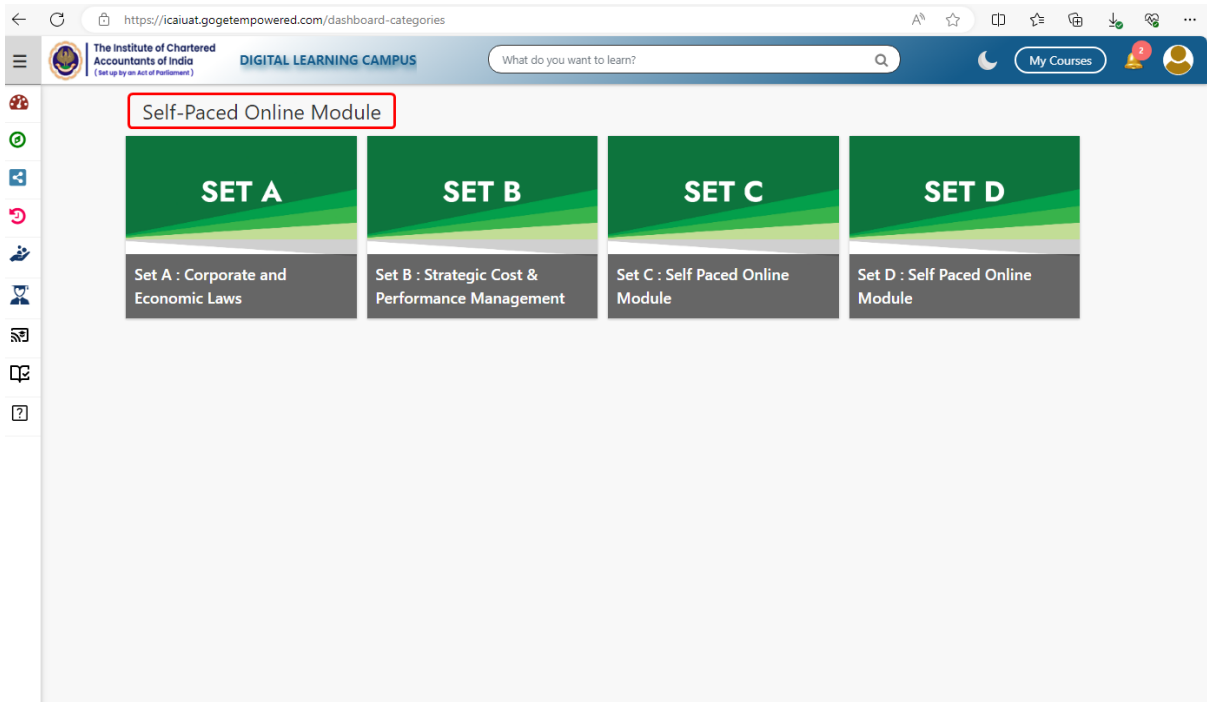 https://icaiuat.gogetempowered.com/dashboard-categories
The Institute of Chartered
Accountants of India
(Set up by an Act of Parliament)
DIGITAL LEARNING CAMPUS
What do you want to learn?
My Courses
2
Self-Paced Online Module
SET A
SET B
SET C
SET D
Set A : Corporate and
Economic Laws
Set B : Strategic Cost &
Performance Management
Set C : Self Paced Online
Module
Set D : Self Paced Online
Module